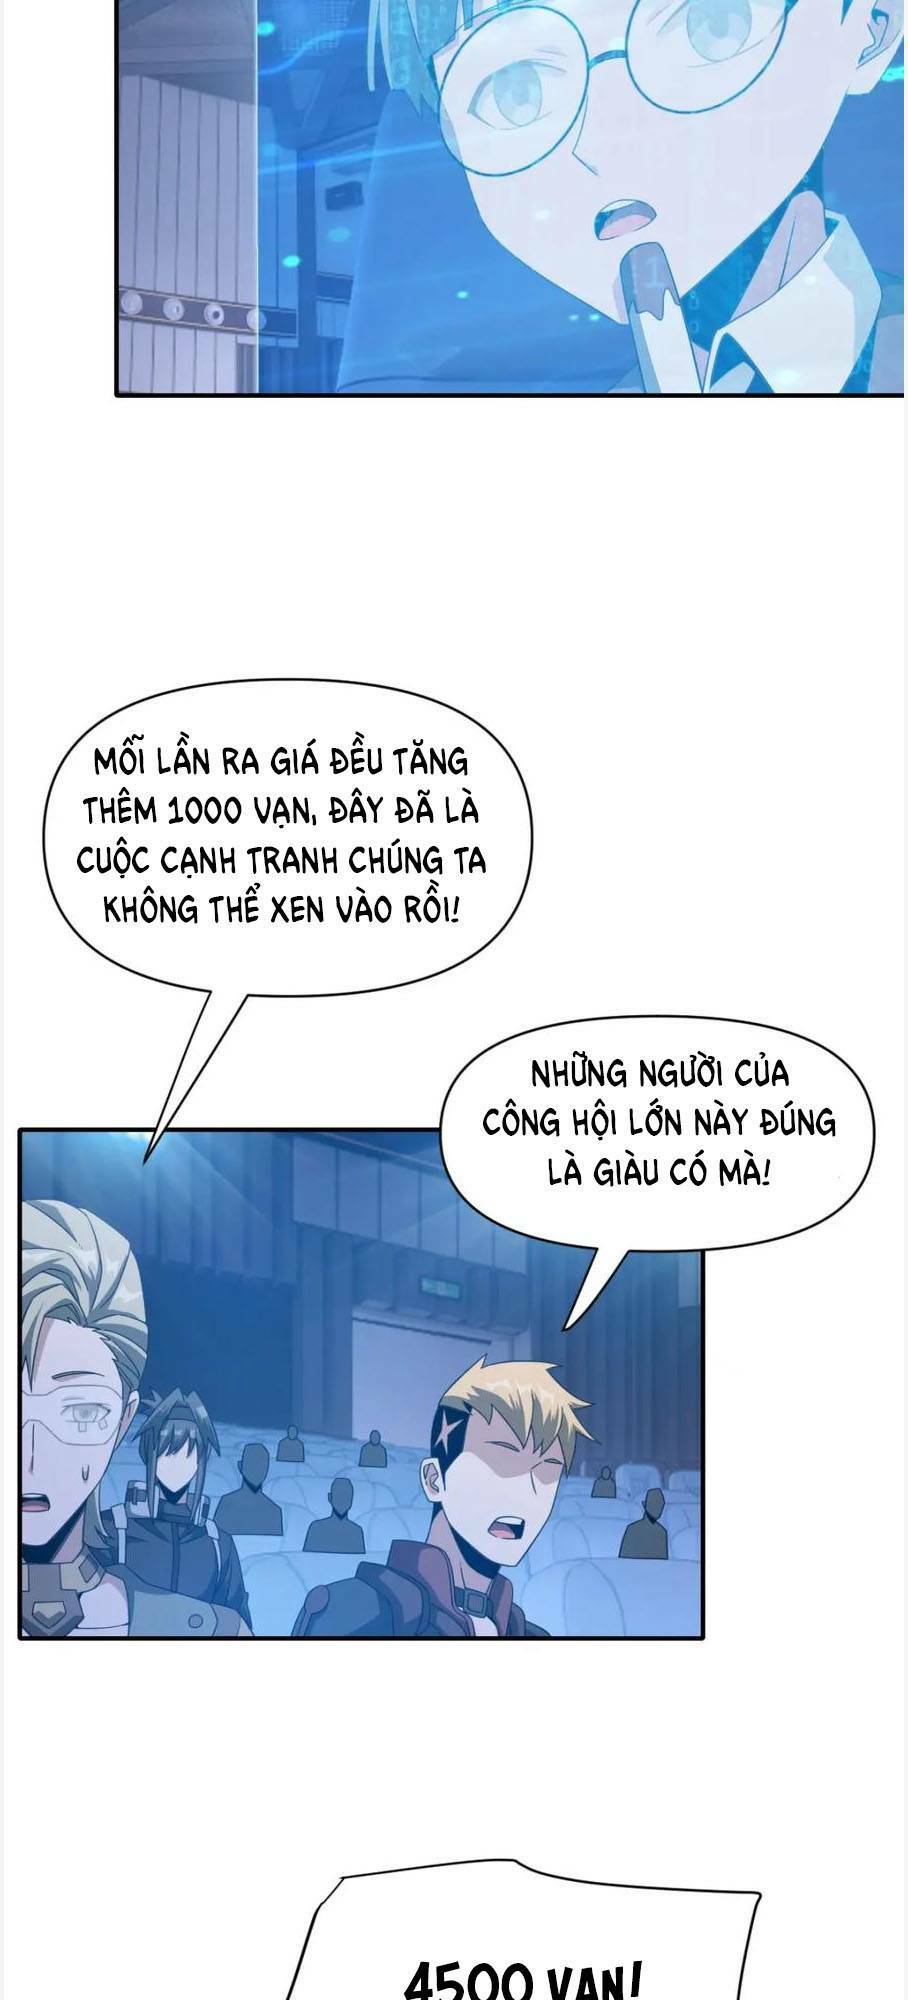 MỖI LẦN RA GIÁ ĐỀU TĂNG
THÊM 1000 VẠN, ĐÂY ĐÃ LÀ
CUỘC CẠNH TRANH CHÚNG TA
KHÔNG THỂ XEN VÀO RỒI!
NHỮNG NGƯỜI CỦA
CÔNG HỘI LỚN NÀY ĐÚNG
LÀ GIÀU CÓ MÀ!
4500 VẠN!